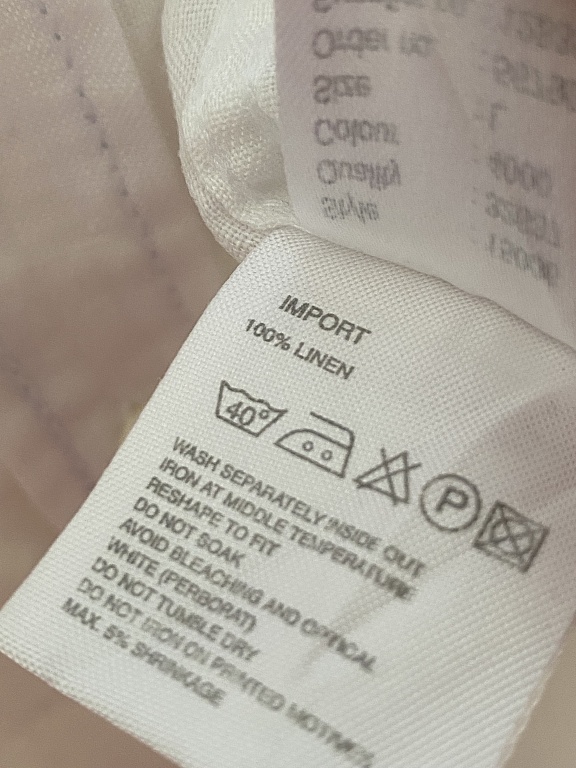 Order no.
Size L
Colour 4000
Quality
Style
IMPORT
100% LINEN
40°
P
WASH SEPARATELY INSIDE OUT
IRON AT MIDDLE TEMPERATURE
RESHAPE TO FIT
DO NOT SOAK
AVOID BLEACHING AND OPTICAL
WHITE (PERBORAT)
DO NOT TUMBLE DRY
DO NOT IRON ON PRINTED MOTIVES
MAX. 5% SHRINKAGE